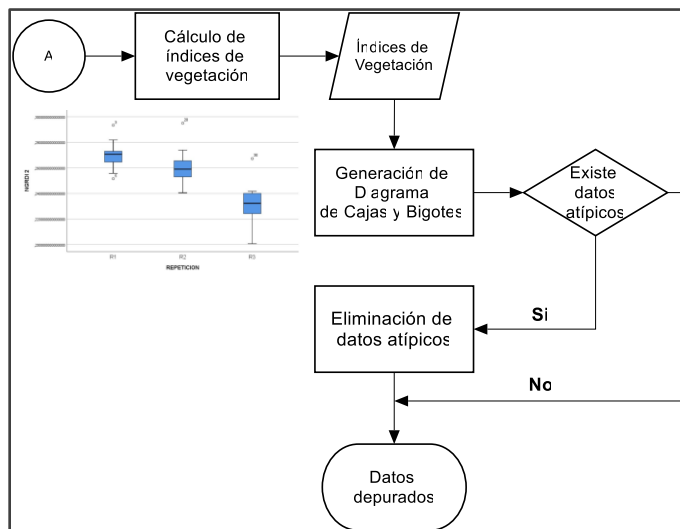 A
Cálculo de
índices de
vegetación
Índices de
Vegetación
Generación de
Diagrama
de Cajas y Bigotes
Existe
datos
atípicos
Si
Eliminación de
datos atípicos
No
Datos
depurados
R1
R2
R3
REPETICION